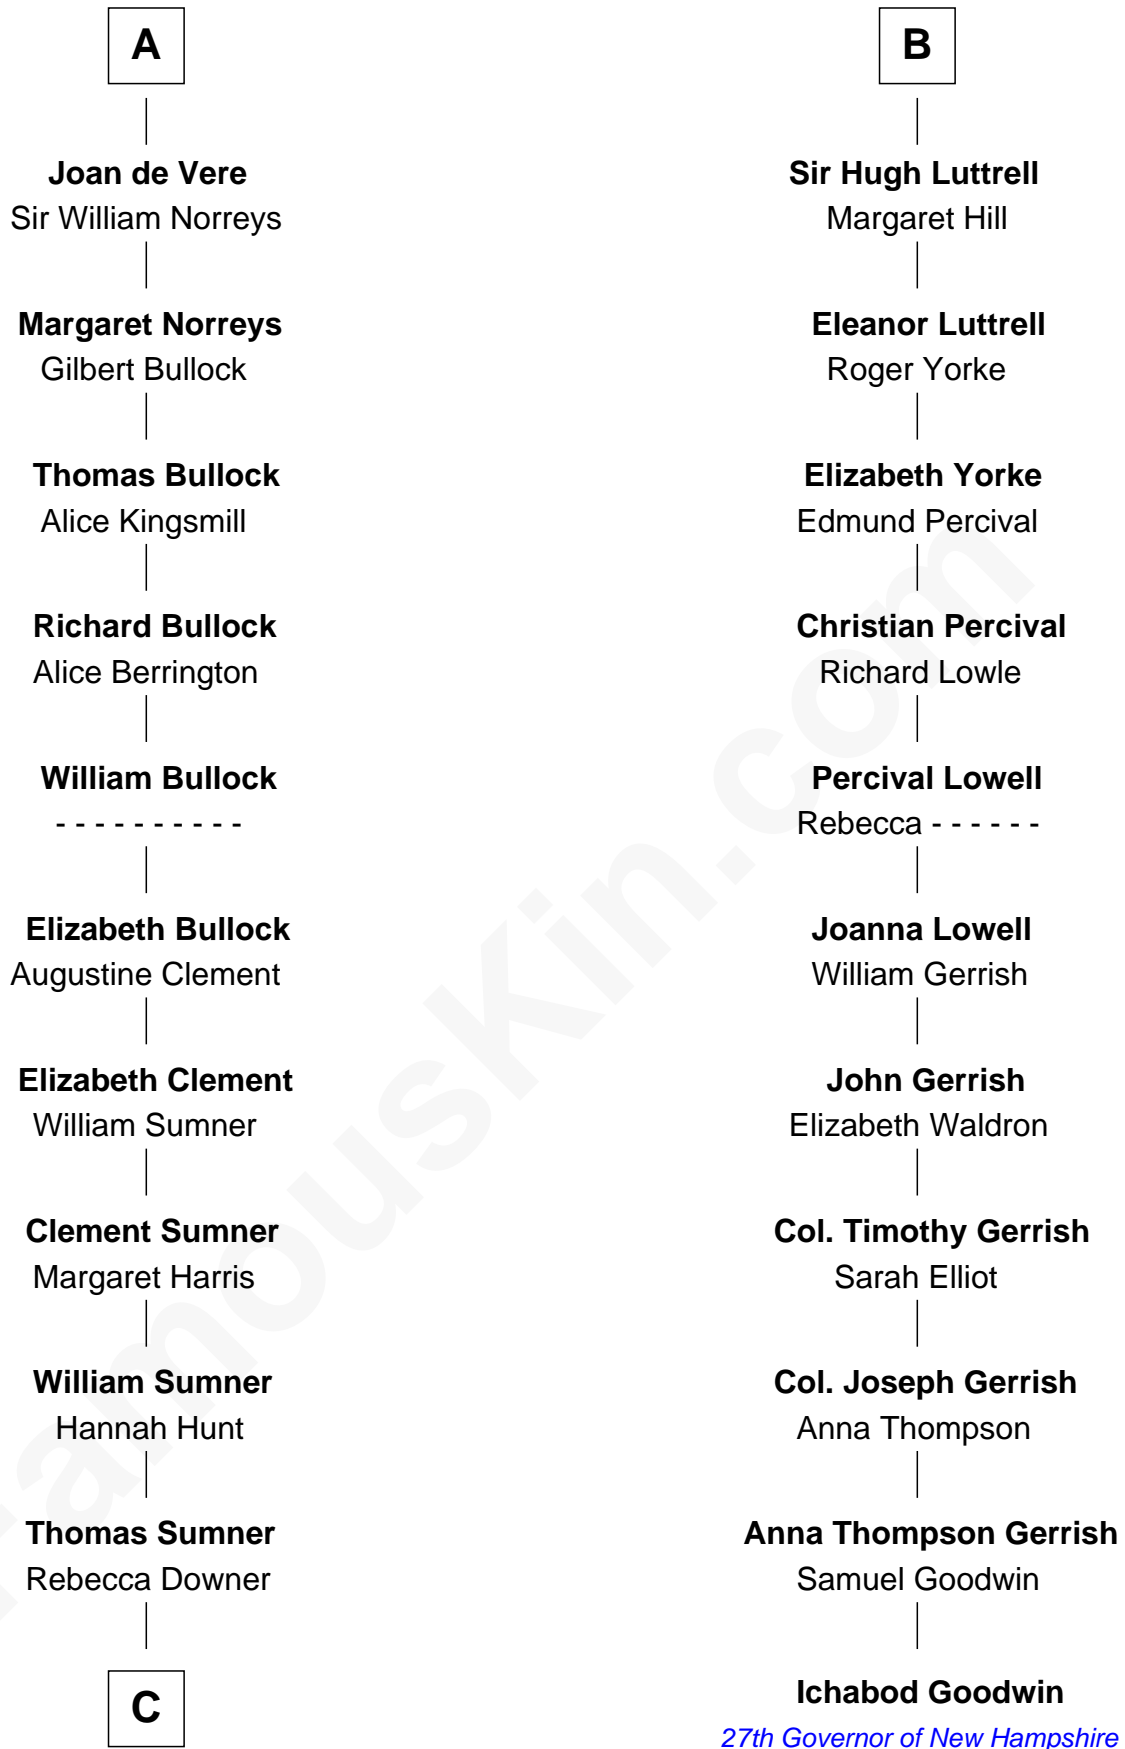 A
Joan de Vere
Sir William Norreys
Margaret Norreys
Gilbert Bullock
Thomas Bullock
Alice Kingsmill
Richard Bullock
Alice Berrington
William Bullock
- - - - - - - - - -
Elizabeth Bullock
Augustine Clement
Elizabeth Clement
William Sumner
Clement Sumner
Margaret Harris
William Sumner
Hannah Hunt
Thomas Sumner
Rebecca Downer
C
B
Sir Hugh Luttrell
Margaret Hill
Eleanor Luttrell
Roger Yorke
Elizabeth Yorke
Edmund Percival
Christian Percival
Richard Lowle
Percival Lowell
Rebecca - - - - - -
Joanna Lowell
William Gerrish
John Gerrish
Elizabeth Waldron
Col. Timothy Gerrish
Sarah Elliot
Col. Joseph Gerrish
Anna Thompson
Anna Thompson Gerrish
Samuel Goodwin
Ichabod Goodwin
27th Governor of New Hampshire
FamousKin.com